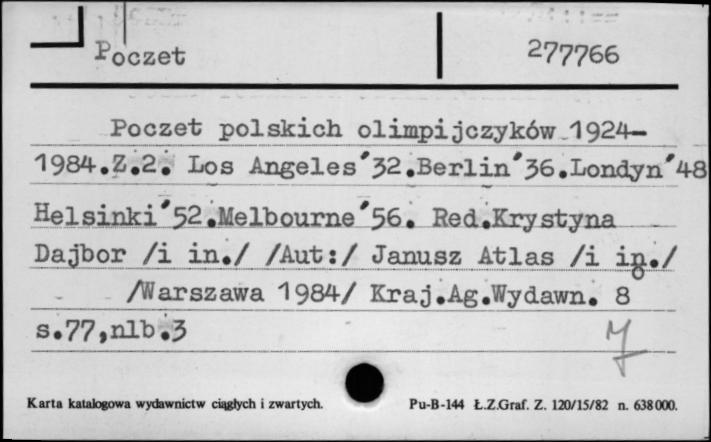 Poczet 277766
Poczet polskich olimpijczyków 1924-
1984.Z.2. Los Angeles´32.Berlin´36.Londyn´48
Helsinki´52.Melbourne´56. Red.Krystyna
Dajbor /i in./ /Aut:/ Janusz Atlas /i in./
/Warszawa 1984/ Kraj.Ag.Wydawn. 8°
s.77,nlb.3
Karta katalogowa wydawnictw ciągłych i zwartych. Pu-B-144 Ł.Z.Graf. Z. 120/15/82 n. 638000.